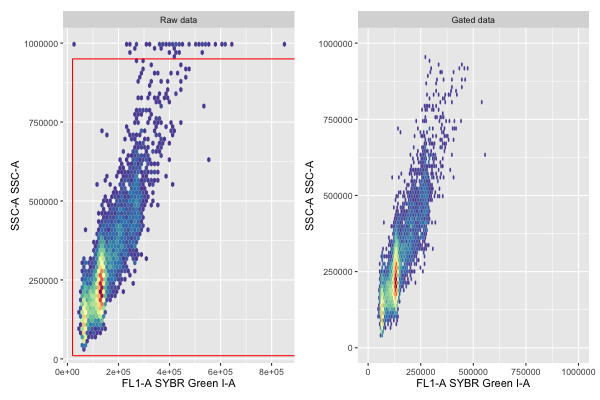 Raw data
Gated data
1000000
750000
500000
250000
0
SSC-A SSC-A
0e+00
2e+05
4e+05
6e+05
8e+05
FL1-A SYBR Green I-A
1000000
750000
500000
250000
0
SSC-A SSC-A
0
250000
500000
750000
1000000
FL1-A SYBR Green I-A